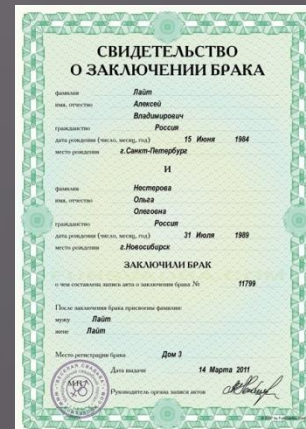 СВИДЕТЕЛЬСТВО
О ЗАКЛЮЧЕНИИ БРАКА
фамилия Лайт
имя, отчество Алексей
Владимирович
гражданство Россия
дата рождения (число, месяц, год) 15 Июня 1984
место рождения г.Санкт-Петербург
И
фамилия Нестерова
имя, отчество Ольга
Олеговна
гражданство Россия
дата рождения (число, месяц, год) 31 Июля 1989
место рождения г.Новосибирск
ЗАКЛЮЧИЛИ БРАК
о чем составлена запись акта о заключении брака № 11799
После заключения брака присвоены фамилии:
мужу Лайт
жене Лайт
Место регистрации брака Дом 3
Дата выдачи 14 Марта 2011
Руководитель органа записи актов